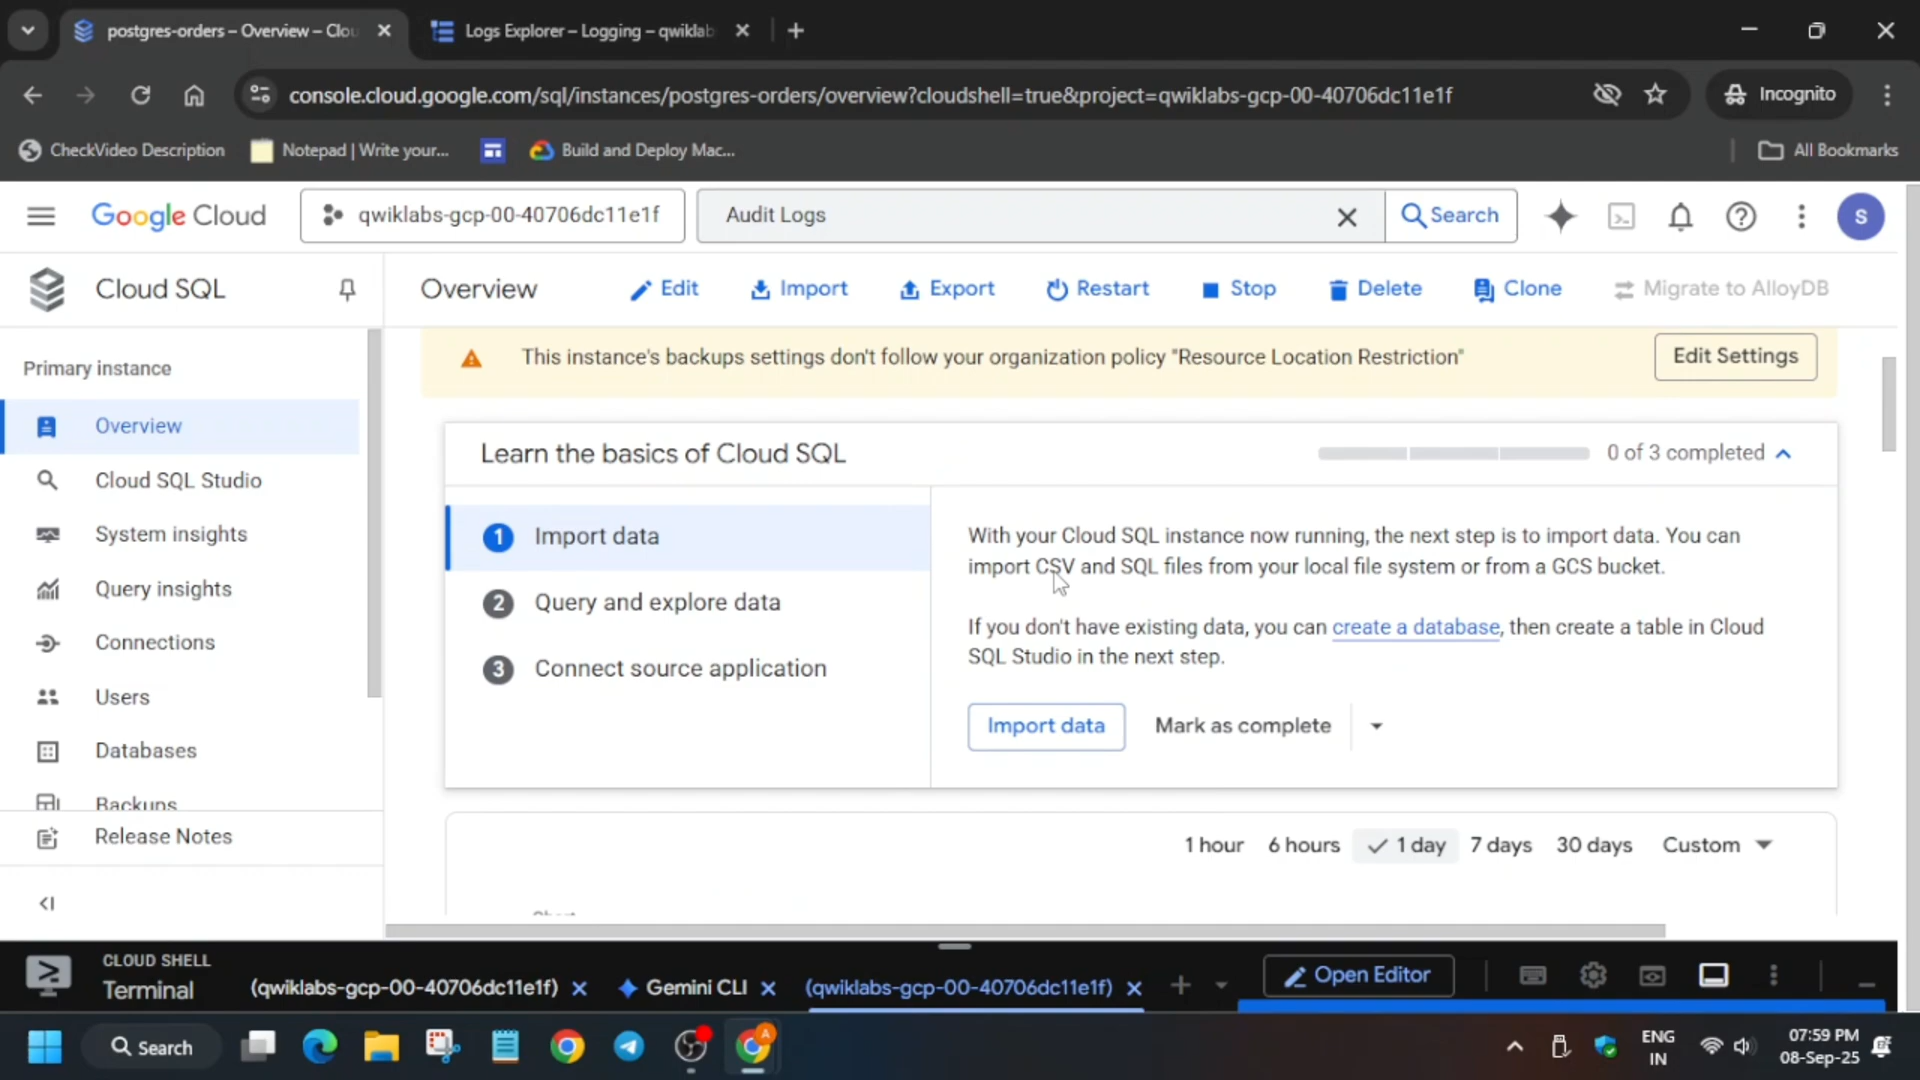 postgres-orders – Overview – Clou
Logs Explorer – Logging – qwiklab
console.cloud.google.com/sql/instances/postgres-orders/overview?cloudshell=true&project=qwiklabs-gcp-00-40706dc11e1f
Incognito
CheckVideo Description
Notepad | Write your...
Build and Deploy Mac...
All Bookmarks
Google Cloud
qwiklabs-gcp-00-40706dc11e1f
Audit Logs
Search
S
Cloud SQL
Overview
Edit
Import
Export
Restart
Stop
Delete
Clone
Migrate to AlloyDB
Primary instance
Overview
Cloud SQL Studio
System insights
Query insights
Connections
Users
Databases
Backups
Release Notes
This instance's backups settings don't follow your organization policy "Resource Location Restriction"
Edit Settings
Learn the basics of Cloud SQL
0 of 3 completed
1 Import data
2 Query and explore data
3 Connect source application
With your Cloud SQL instance now running, the next step is to import data. You can
import CSV and SQL files from your local file system or from a GCS bucket.
If you don't have existing data, you can create a database, then create a table in Cloud
SQL Studio in the next step.
Import data
Mark as complete
1 hour
6 hours
1 day
7 days
30 days
Custom
CLOUD SHELL
Terminal
(qwiklabs-gcp-00-40706dc11e1f)
Gemini CLI
(qwiklabs-gcp-00-40706dc11e1f)
Open Editor
Search
ENG
IN
07:59 PM
08-Sep-25